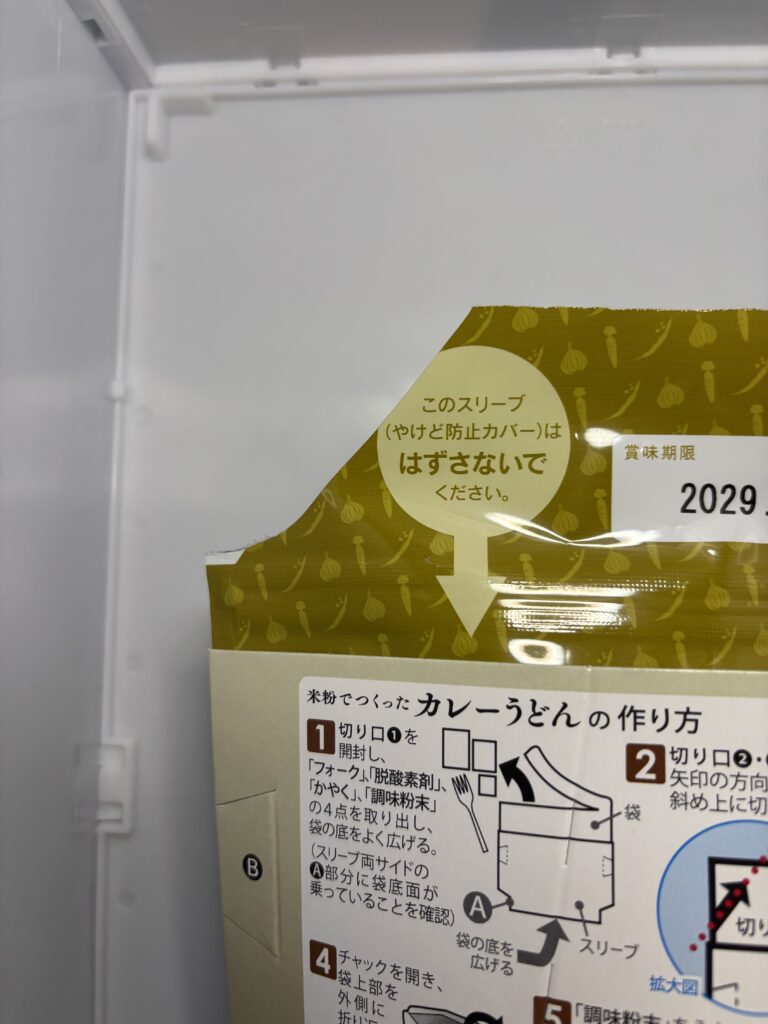 このスリーブ
(やけど防止カバー)は
はずさないで
ください。
賞味期限
2029.
米粉でつくった カレーうどん の作り方
1 切り口❶を
開封し、
「フォーク」、「脱酸素剤」、
「かやく」、「調味粉末」
の4点を取り出し、
袋の底をよく広げる。
(スリーブ両サイドの
Ⓐ部分に袋底面が
乗っていることを確認)
袋
A
スリーブ
袋の底を
広げる
2 切り口❷・
矢印の方向
斜め上に切
切り
拡大図
B
4 チャックを開き、
袋上部を
外側に
折り
5 「調味粉末」を